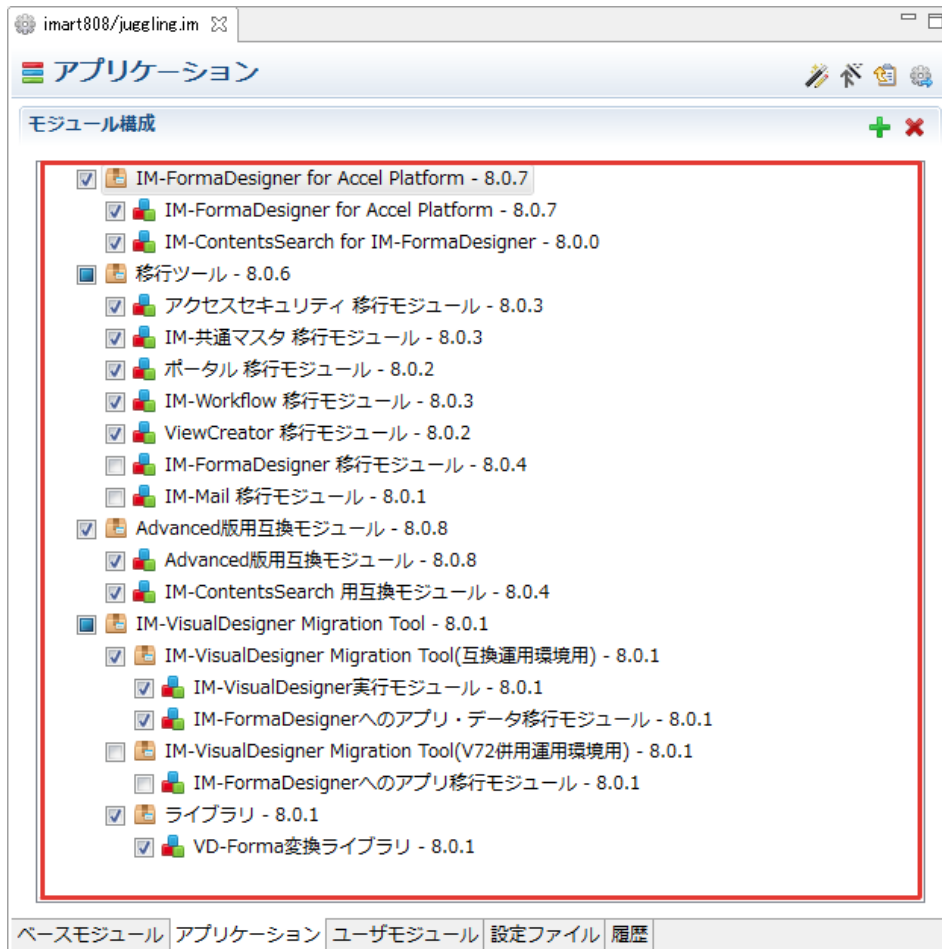 imart808/juggling.im
アプリケーション
モジュール構成
IM-FormaDesigner for Accel Platform - 8.0.7
IM-FormaDesigner for Accel Platform - 8.0.7
IM-ContentsSearch for IM-FormaDesigner - 8.0.0
移行ツール - 8.0.6
アクセスセキュリティ 移行モジュール - 8.0.3
IM-共通マスタ 移行モジュール - 8.0.3
ポータル 移行モジュール - 8.0.2
IM-Workflow 移行モジュール - 8.0.3
ViewCreator 移行モジュール - 8.0.2
IM-FormaDesigner 移行モジュール - 8.0.4
IM-Mail 移行モジュール - 8.0.1
Advanced版用互換モジュール - 8.0.8
Advanced版用互換モジュール - 8.0.8
IM-ContentsSearch 用互換モジュール - 8.0.4
IM-VisualDesigner Migration Tool - 8.0.1
IM-VisualDesigner Migration Tool(互換運用環境用) - 8.0.1
IM-VisualDesigner実行モジュール - 8.0.1
IM-FormaDesignerへのアプリ・データ移行モジュール - 8.0.1
IM-VisualDesigner Migration Tool(V72併用運用環境用) - 8.0.1
IM-FormaDesignerへのアプリ移行モジュール - 8.0.1
ライブラリ - 8.0.1
VD-Forma変換ライブラリ - 8.0.1
ベースモジュール アプリケーション ユーザモジュール 設定ファイル 履歴